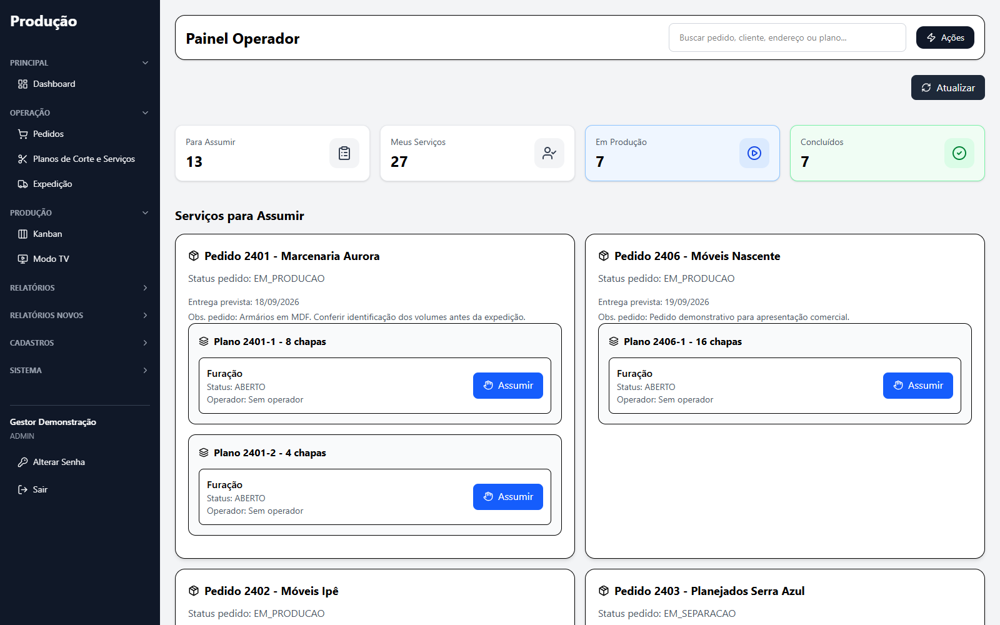 Produção
PRINCIPAL
Dashboard
OPERAÇÃO
Pedidos
Planos de Corte e Serviços
Expedição
PRODUÇÃO
Kanban
Modo TV
RELATÓRIOS
RELATÓRIOS NOVOS
CADASTROS
SISTEMA
Gestor Demonstração
ADMIN
Alterar Senha
Sair
Painel Operador
Buscar pedido, cliente, endereço ou plano...
Ações
Atualizar
Para Assumir
13
Meus Serviços
27
Em Produção
7
Concluídos
7
Serviços para Assumir
Pedido 2401 - Marcenaria Aurora
Status pedido: EM_PRODUCAO
Entrega prevista: 18/09/2026
Obs. pedido: Armários em MDF. Conferir identificação dos volumes antes da expedição.
Plano 2401-1 - 8 chapas
Furação
Status: ABERTO
Operador: Sem operador
Assumir
Plano 2401-2 - 4 chapas
Furação
Status: ABERTO
Operador: Sem operador
Assumir
Pedido 2406 - Móveis Nascente
Status pedido: EM_PRODUCAO
Entrega prevista: 19/09/2026
Obs. pedido: Pedido demonstrativo para apresentação comercial.
Plano 2406-1 - 16 chapas
Furação
Status: ABERTO
Operador: Sem operador
Assumir
Pedido 2402 - Móveis Ipê
Status pedido: EM_PRODUCAO
Pedido 2403 - Planejados Serra Azul
Status pedido: EM_SEPARACAO